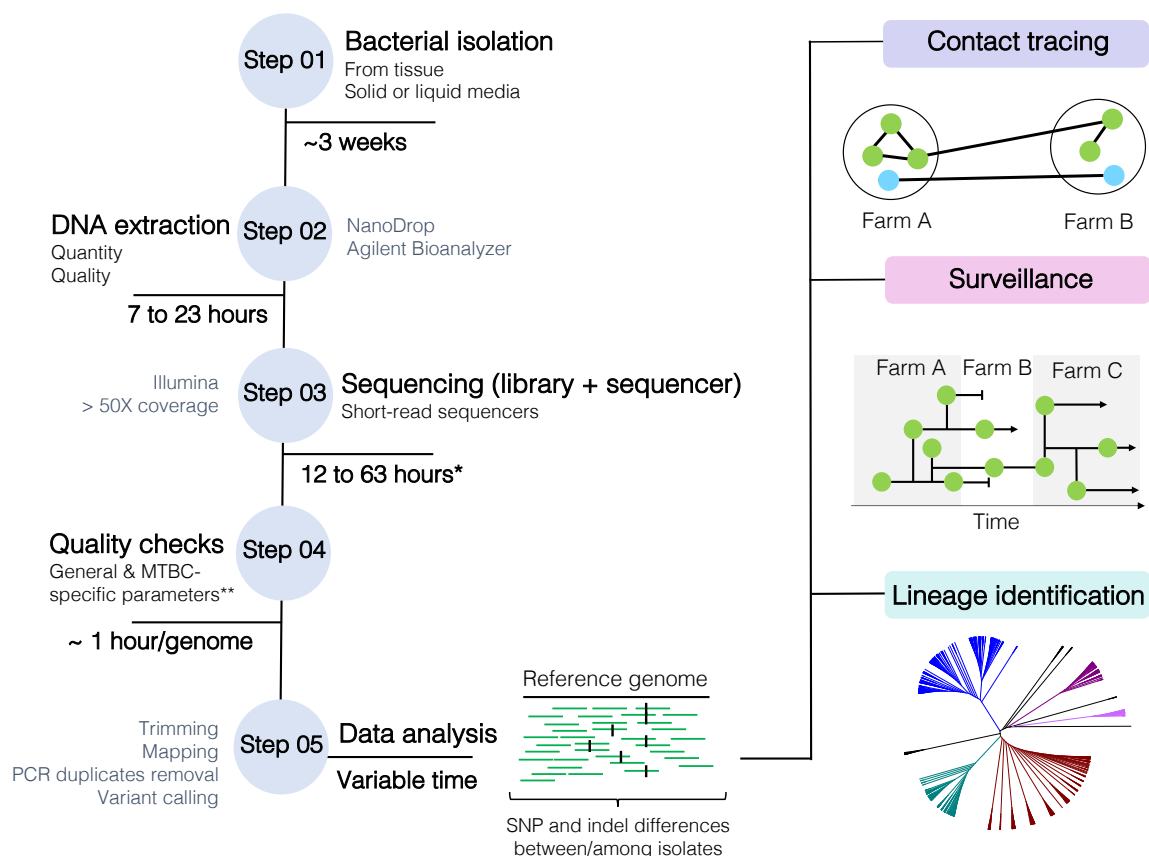 Step 01
Bacterial isolation
From tissue
Solid or liquid media
~3 weeks
DNA extraction
Quantity
Quality
Step 02
NanoDrop
Agilent Bioanalyzer
7 to 23 hours
Illumina
> 50X coverage
Step 03
Sequencing (library + sequencer)
Short-read sequencers
12 to 63 hours*
Quality checks
General & MTBC-
specific parameters**
Step 04
~ 1 hour/genome
Trimming
Mapping
PCR duplicates removal
Variant calling
Step 05
Data analysis
Variable time
Reference genome
SNP and indel differences
between/among isolates
Contact tracing
Farm A
Farm B
Surveillance
Farm A
Farm B
Farm C
Time
Lineage identification